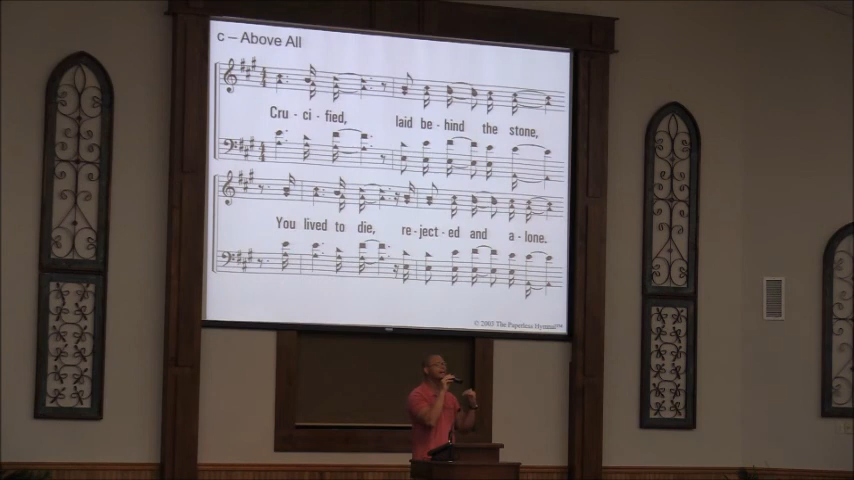 c – Above All
Cru - ci - fied, laid be - hind the stone,
You lived to die, re - ject - ed and a - lone.
© 2003 The Paperless Hymnal™